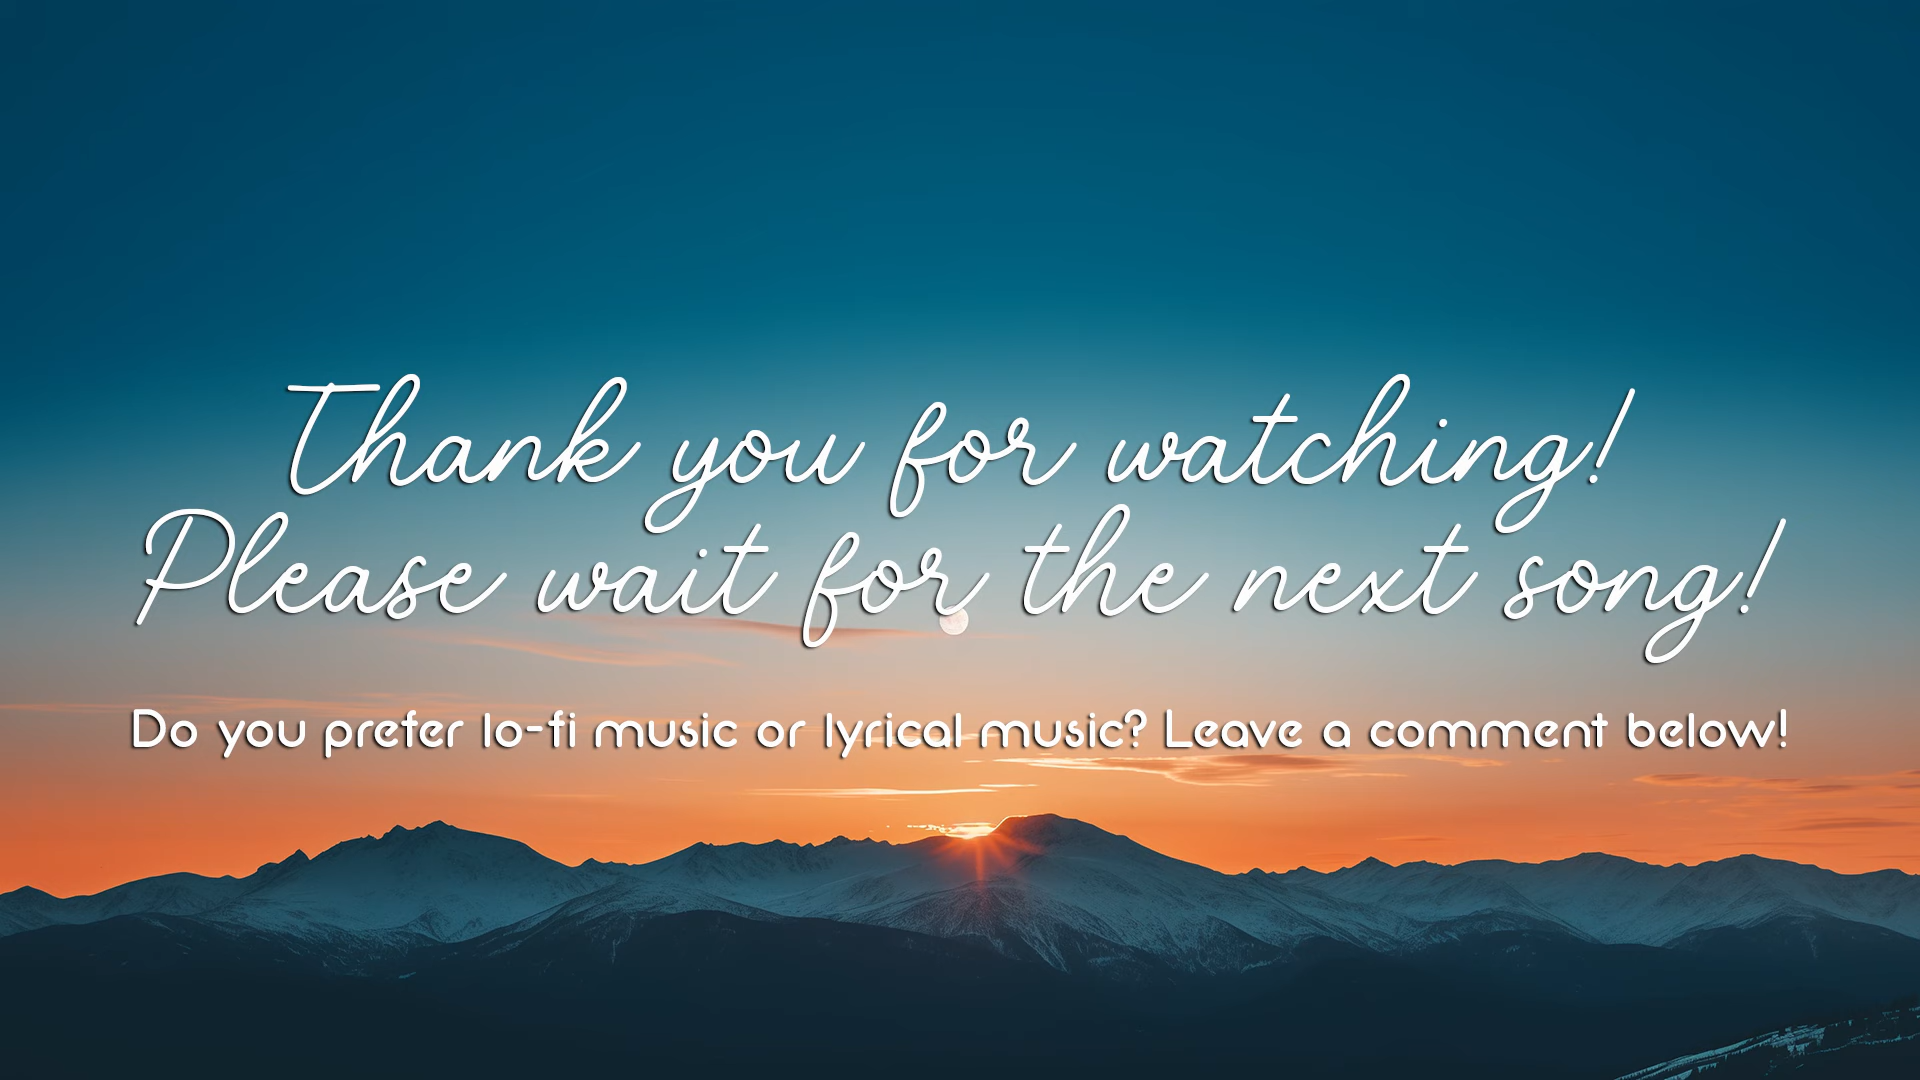 Thank you for watching!
Please wait for the next song!
Do you prefer lo-fi music or lyrical music? Leave a comment below!